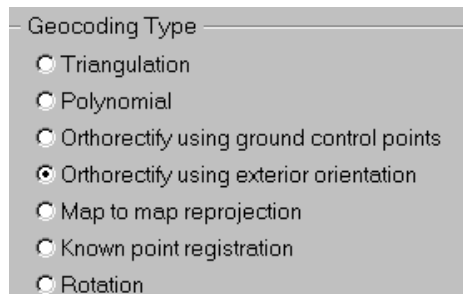 Geocoding Type
Triangulation
Polynomial
Orthorectify using ground control points
Orthorectify using exterior orientation
Map to map reprojection
Known point registration
Rotation